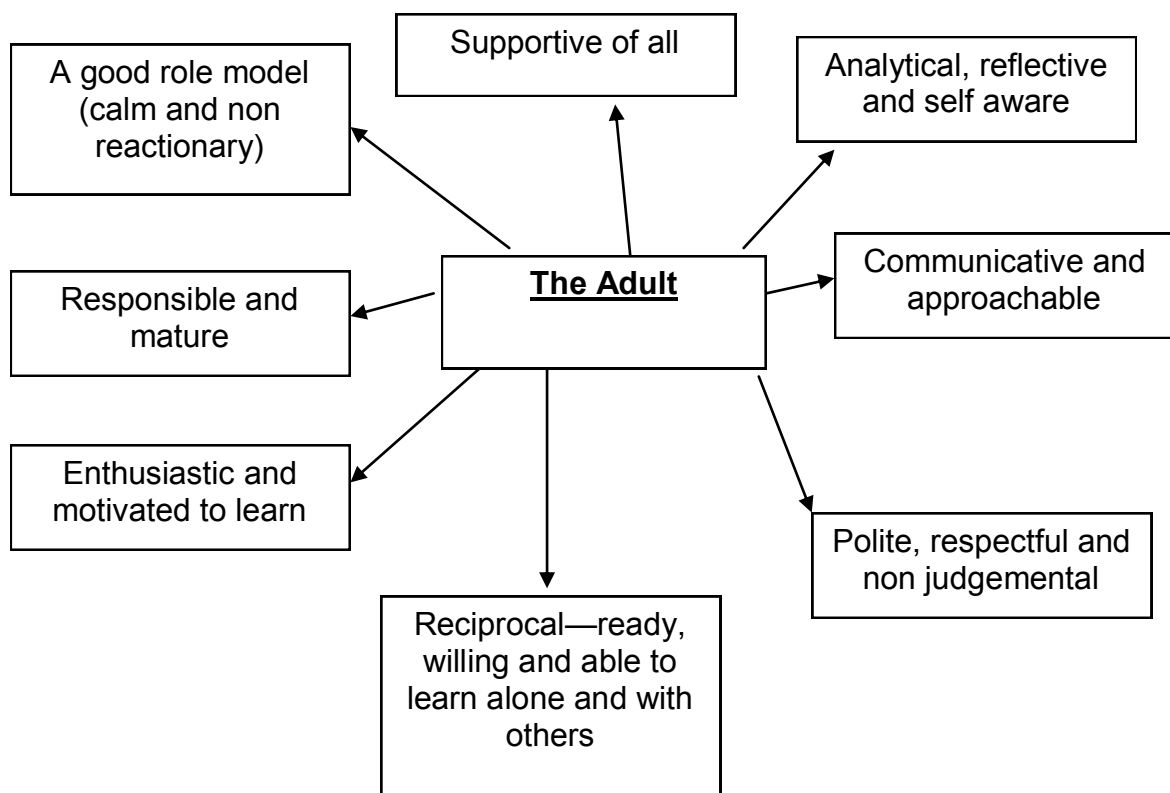 Supportive of all
A good role model
(calm and non
reactionary)
Analytical, reflective
and self aware
The Adult
Communicative and
approachable
Responsible and
mature
Enthusiastic and
motivated to learn
Polite, respectful and
non judgemental
Reciprocal—ready,
willing and able to
learn alone and with
others